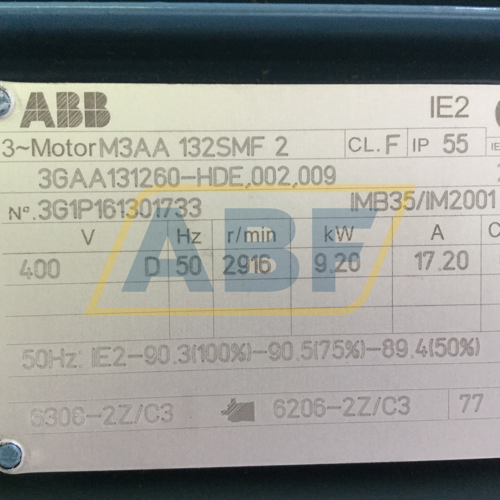 ABB IE2
3~Motor M3AA 132SMF 2 CL. F IP 55 IE
3GAA131260-HDE,002,009
Nº. 3G1P161301733 IMB35/IM2001
V Hz r/min kW A C
400 D 50 2916 9.20 17.20
ABF
50Hz: IE2-90.3(100%)-90.5(75%)-89.4(50%)
6306-2Z/C3 6206-2Z/C3 77